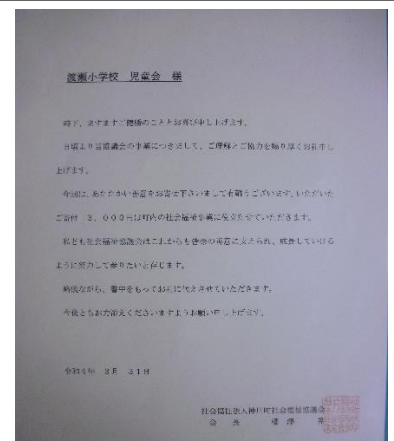 渡瀬小学校　児童会　様
時下、ますますご健勝のこととお喜び申し上げます。
日頃より当協議会の事業につきまして、ご理解とご協力を賜り厚くお礼申し
上げます。
今般は、あたたかい善意をお寄せ下さいまして有難うございます。いただいた
ご寄付　3，000円は町内の社会福祉事業に役立たせていただきます。
私ども社会福祉協議会はこれからも皆様の善意に支えられ、成長していける
ように努力して参りたいと存じます。
略儀ながら、書中をもってお礼に代えさせていただきます。
今後ともお力添えくださいますようお願い申し上げます。
令和4年　3月　31日
社会福祉法人神川町社会福祉協議会
会　長